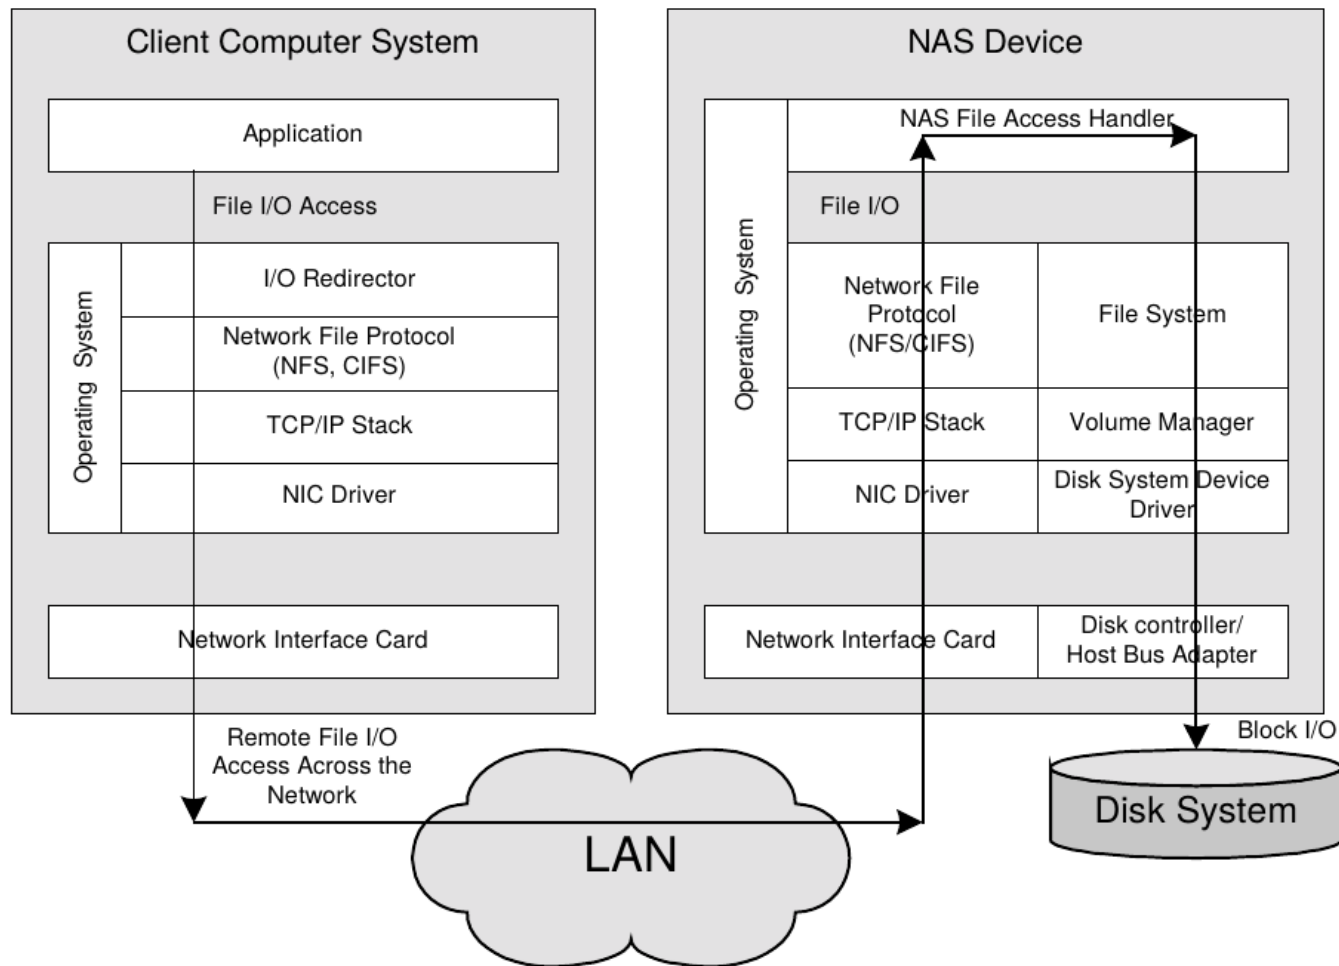 Client Computer System
Application
File I/O Access
Operating System
I/O Redirector
Network File Protocol
(NFS, CIFS)
TCP/IP Stack
NIC Driver
Network Interface Card
Remote File I/O
Access Across the
Network
LAN
NAS Device
NAS File Access Handler
Operating System
File I/O
Network File
Protocol
(NFS/CIFS)
File System
TCP/IP Stack
Volume Manager
NIC Driver
Disk System Device
Driver
Network Interface Card
Disk controller/
Host Bus Adapter
Block I/O
Disk System